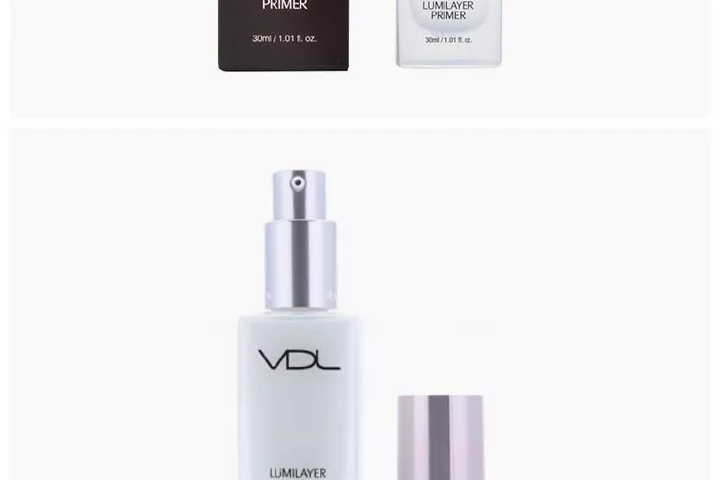 PRIMER
30ml / 1.01 fl. oz.
LUMILAYER
PRIMER
30ml / 1.01 fl. oz.
VDL
LUMILAYER